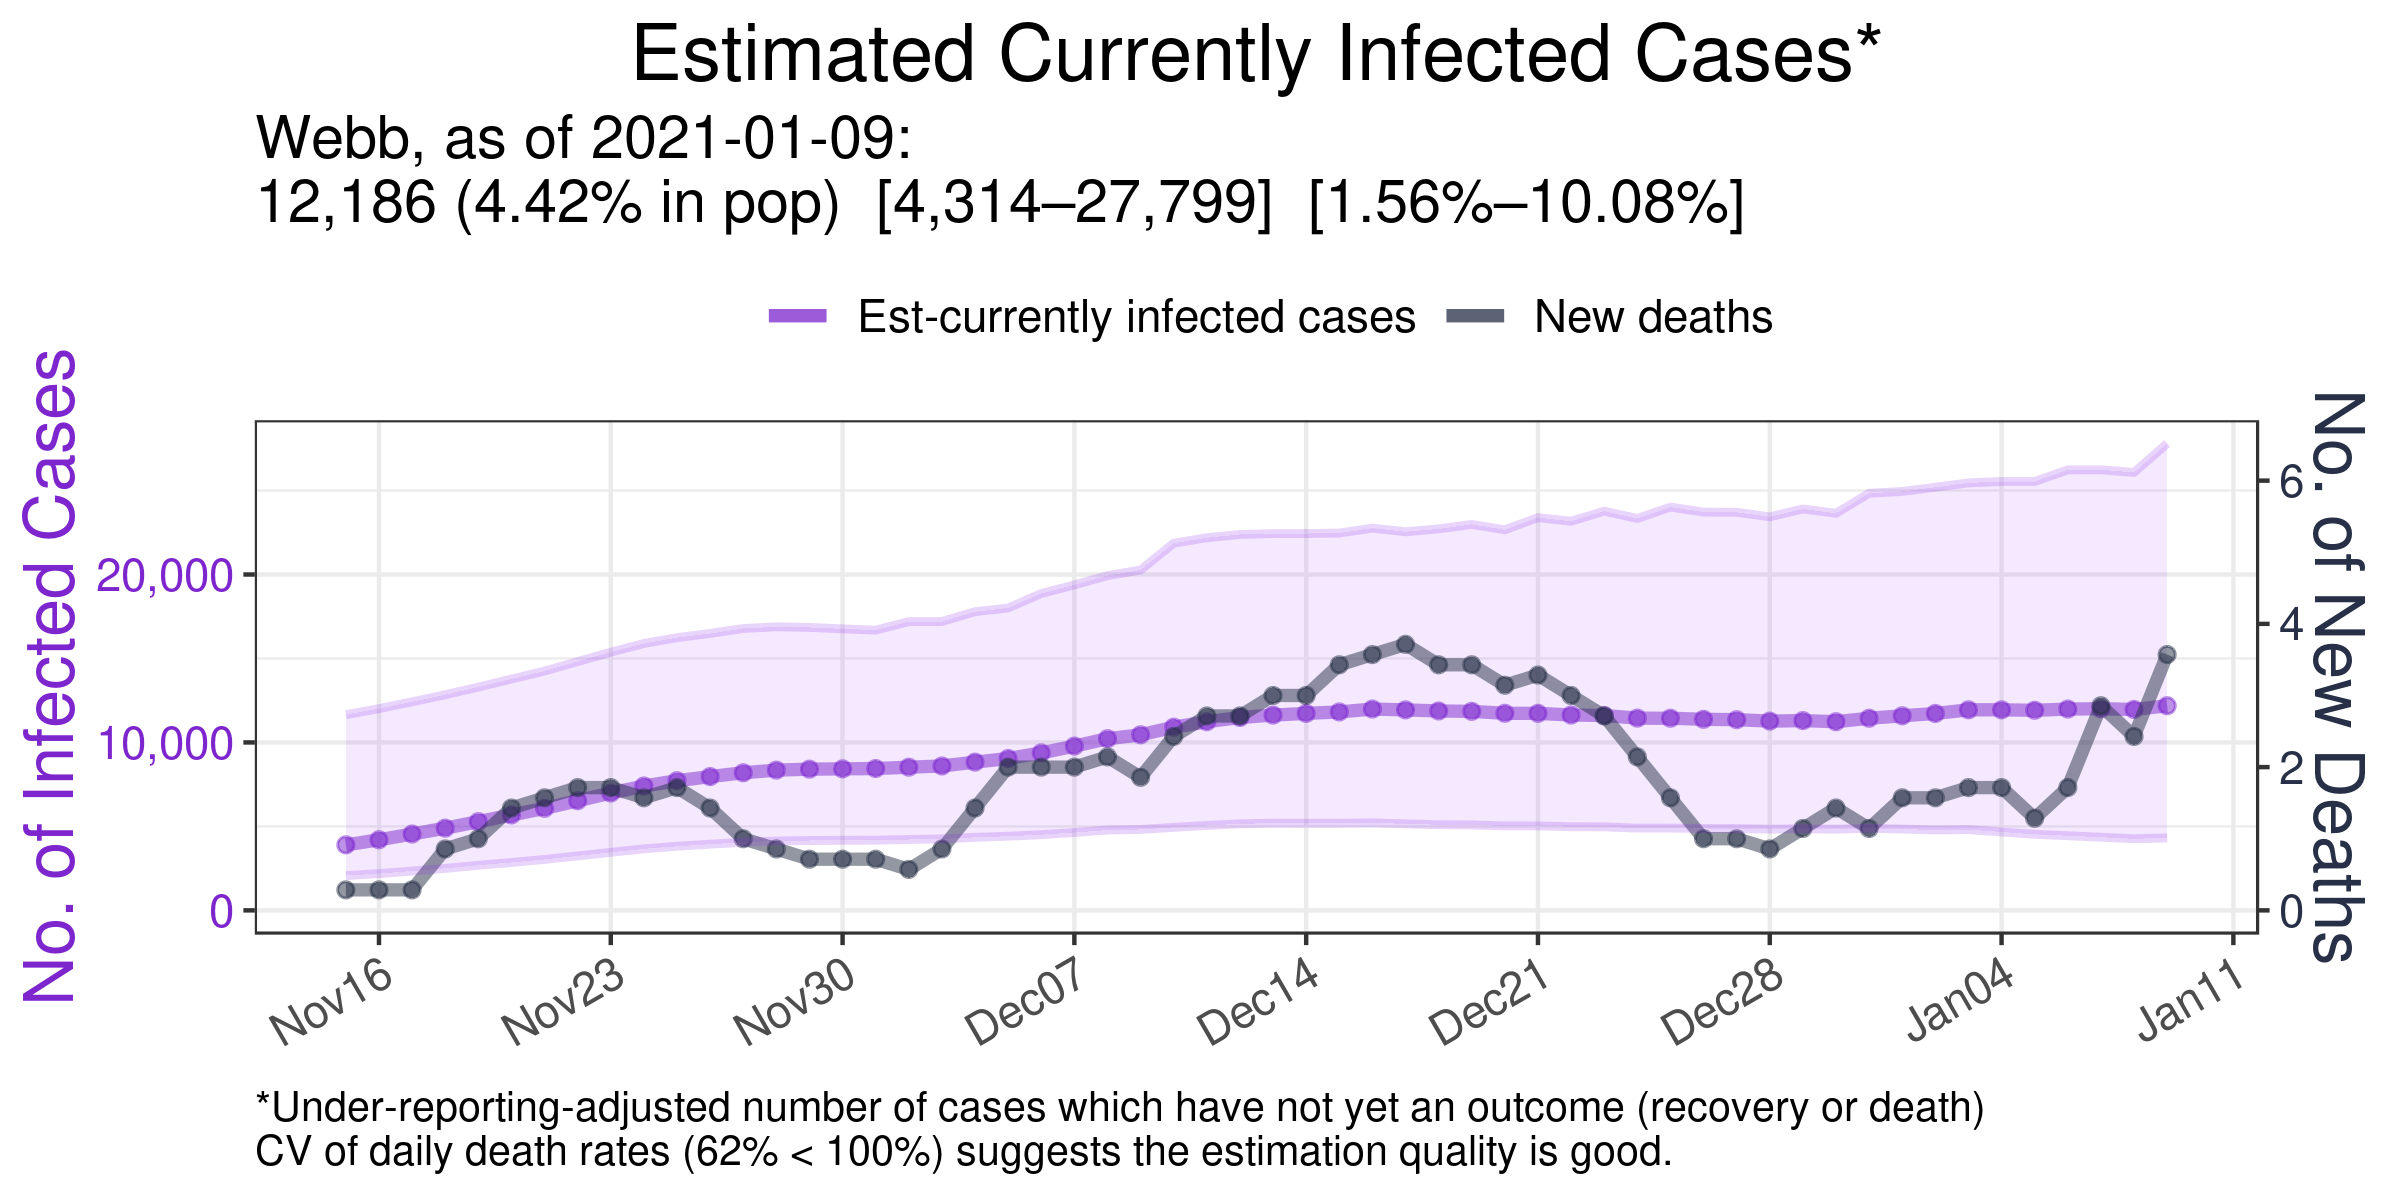 Estimated Currently Infected Cases*
Webb, as of 2021-01-09:
12,186 (4.42% in pop)  [4,314–27,799]  [1.56%–10.08%]
Est-currently infected cases
New deaths
No. of Infected Cases
20,000
10,000
0
No. of New Deaths
6
4
2
0
Nov16
Nov23
Nov30
Dec07
Dec14
Dec21
Dec28
Jan04
Jan11
*Under-reporting-adjusted number of cases which have not yet an outcome (recovery or death)
CV of daily death rates (62% < 100%) suggests the estimation quality is good.